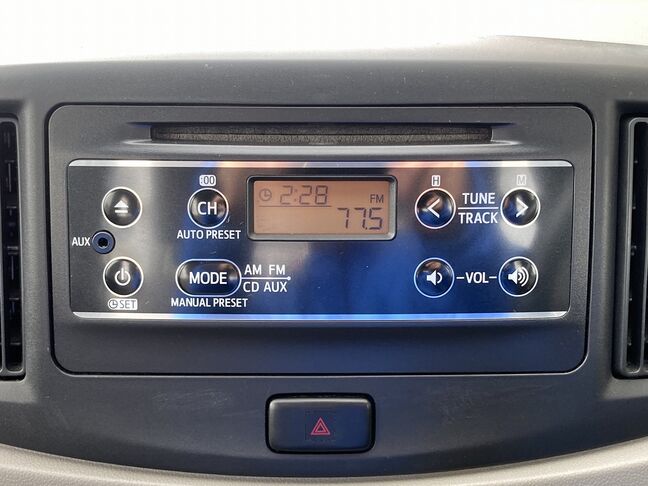 :00
H
M
CH
2:28
FM
77.5
TUNE
TRACK
AUTO PRESET
AUX
MODE
AM FM
CD AUX
VOL
MANUAL PRESET
SET